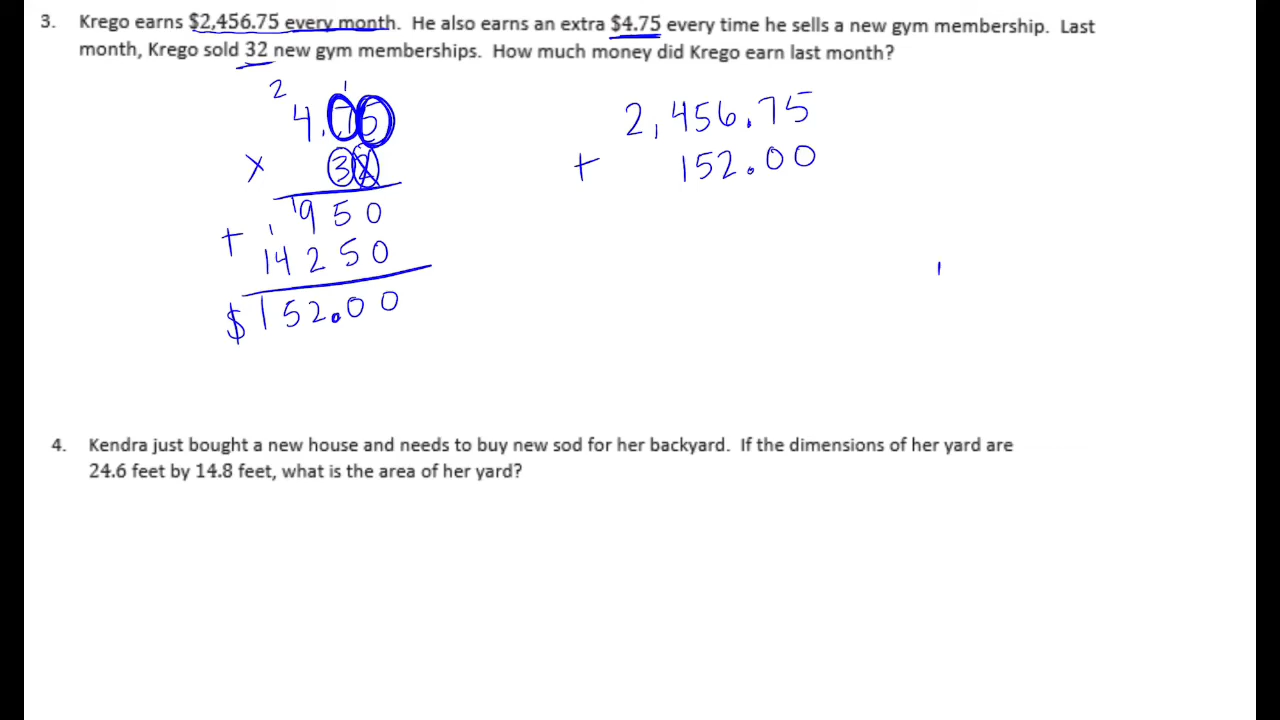 3. Krego earns $2,456.75 every month. He also earns an extra $4.75 every time he sells a new gym membership. Last
month, Krego sold 32 new gym memberships. How much money did Krego earn last month?
2 1
4.75
x 32
1 950
+ 14250
$152.00
2,456.75
+ 152.00
4. Kendra just bought a new house and needs to buy new sod for her backyard. If the dimensions of her yard are
24.6 feet by 14.8 feet, what is the area of her yard?